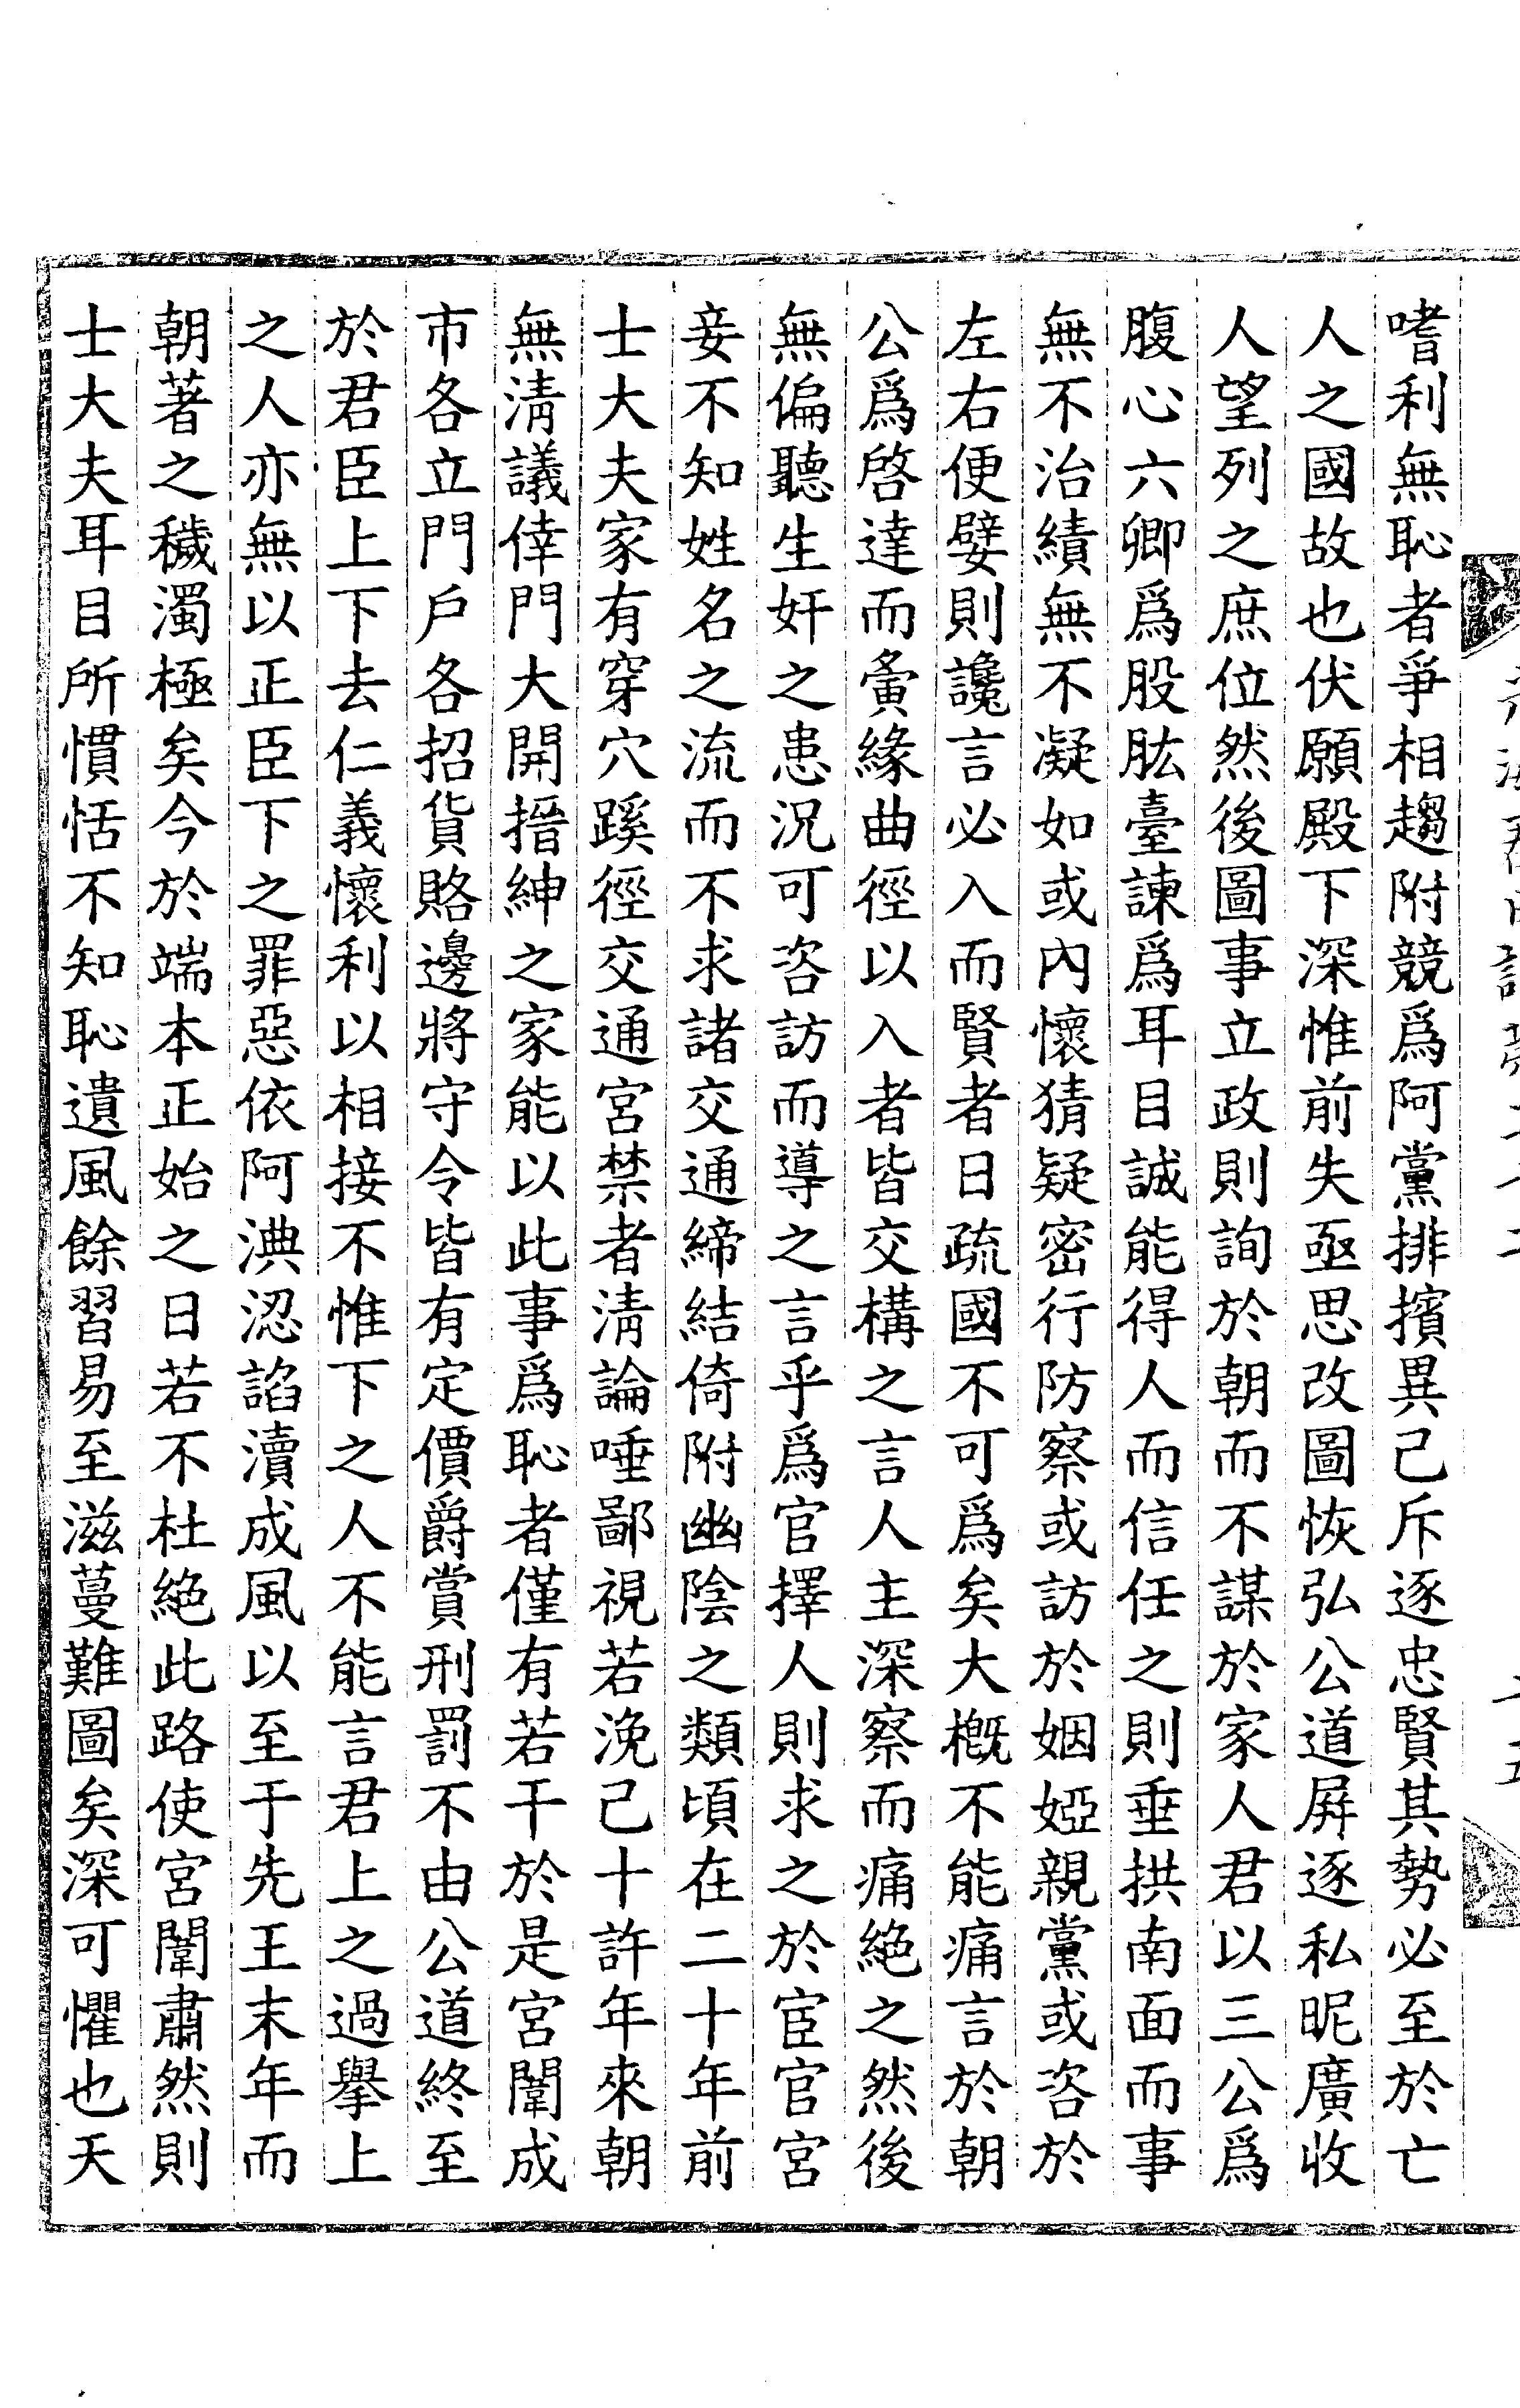 嗜利無恥者爭相趨附競爲阿黨排擯異己斥逐忠賢其勢必至於亡
人之國故也伏願殿下深惟前失亟思改圖恢弘公道屛逐私昵廣收
人望列之庶位然後圖事立政則詢於朝而不謀於家人君以三公爲
腹心六卿爲股肱臺諫爲耳目誠能得人而信任之則垂拱南面而事
無不治績無不凝如或內懷猜疑密行防察或訪於姻婭親黨或咨於
左右便嬖則讒言必入而賢者日疏國不可爲矣大槪不能痛言於朝
公爲啓達而夤緣曲徑以入者皆交構之言人主深察而痛絶之然後
無偏聽生奸之患況可咨訪而導之言乎爲官擇人則求之於宦官宮
妾不知姓名之流而不求諸交通締結倚附幽陰之類頃在二十年前
士大夫家有穿穴蹊徑交通宮禁者淸論唾鄙視若浼己十許年來朝
無淸議倖門大開搢紳之家能以此事爲恥者僅有若干於是宮闈成
市各立門戶各招貨賂邊將守令皆有定價爵賞刑罰不由公道終至
於君臣上下去仁義懷利以相接不惟下之人不能言君上之過擧上
之人亦無以正臣下之罪惡依阿淟涊諂瀆成風以至于先王末年而
朝著之穢濁極矣今於端本正始之日若不杜絶此路使宮闈肅然則
士大夫耳目所慣恬不知恥遺風餘習易至滋蔓難圖矣深可懼也天